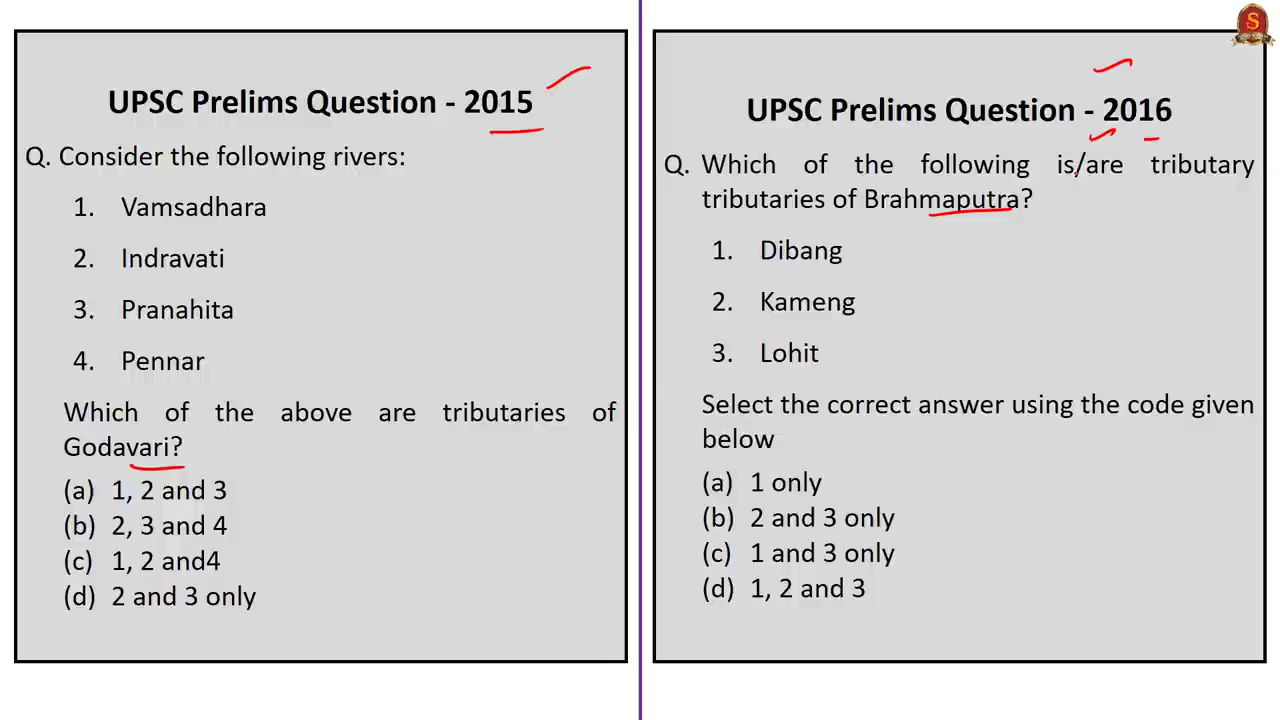 UPSC Prelims Question - 2015
Q. Consider the following rivers:
1. Vamsadhara
2. Indravati
3. Pranahita
4. Pennar
Which of the above are tributaries of
Godavari?
(a) 1, 2 and 3
(b) 2, 3 and 4
(c) 1, 2 and4
(d) 2 and 3 only
UPSC Prelims Question - 2016
Q. Which of the following is/are tributary
tributaries of Brahmaputra?
1. Dibang
2. Kameng
3. Lohit
Select the correct answer using the code given
below
(a) 1 only
(b) 2 and 3 only
(c) 1 and 3 only
(d) 1, 2 and 3
S